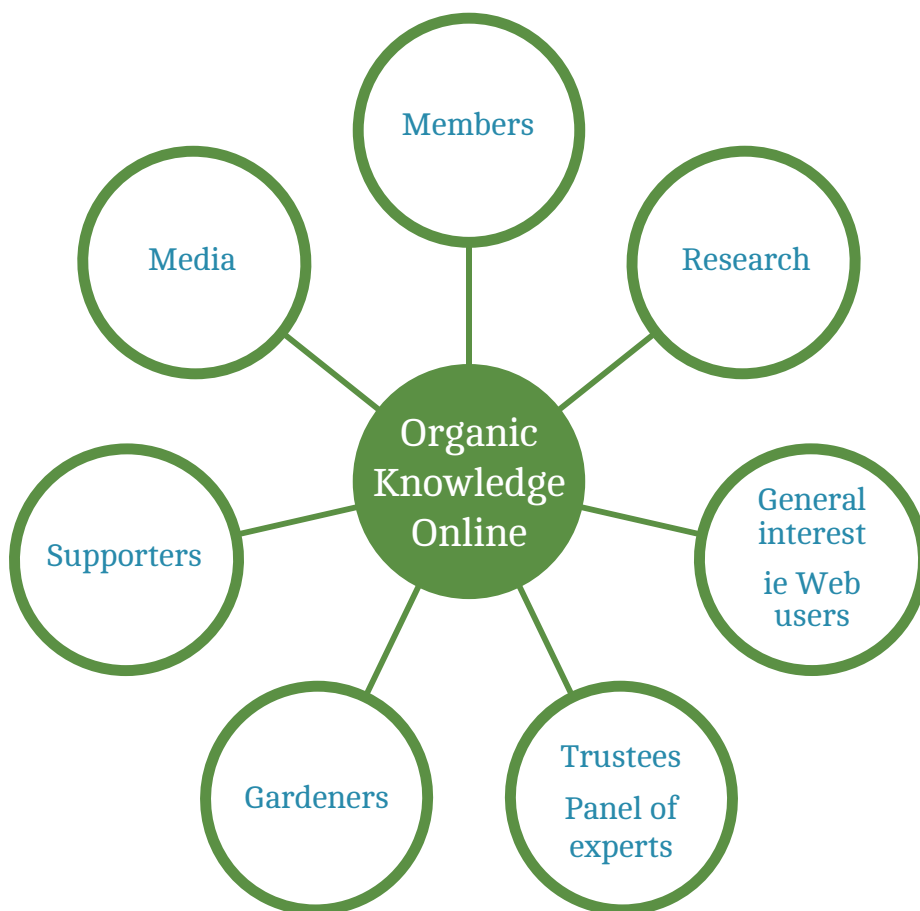 Members
Media
Research
Organic
Knowledge
Online
General
interest
ie Web
users
Supporters
Trustees
Panel of
experts
Gardeners